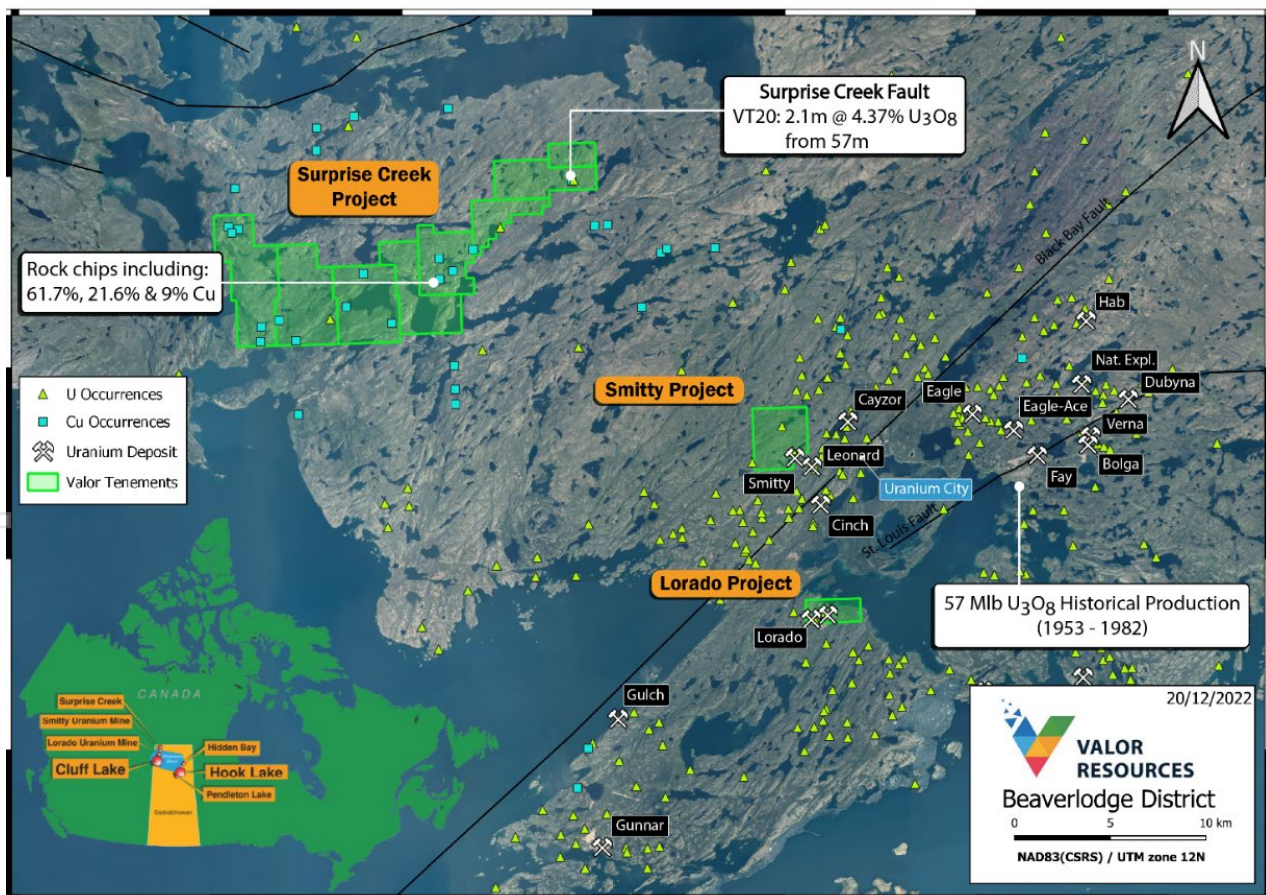 N
Surprise Creek Fault
VT20: 2.1m @ 4.37% U₃O₈
from 57m
Surprise Creek
Project
Black Bay Fault
Rock chips including:
61.7%, 21.6% & 9% Cu
Hab
Nat. Expl.
Dubyna
U Occurrences
Cu Occurrences
Uranium Deposit
Valor Tenements
Smitty Project
Cayzor
Eagle
Eagle-Ace
Verna
Leonard
Bolga
Smitty
Uranium City
Fay
Cinch
St. Louis Fault
Lorado Project
57 Mlb U₃O₈ Historical Production
(1953 - 1982)
Lorado
Gulch
Gunnar
CANADA
Surprise Creek
Smitty Uranium Mine
Lorado Uranium Mine
Hidden Bay
Cluff Lake
Hook Lake
Pendleton Lake
Saskatchewan
20/12/2022
VALOR
RESOURCES
Beaverlodge District
0 5 10 km
NAD83(CSRS) / UTM zone 12N